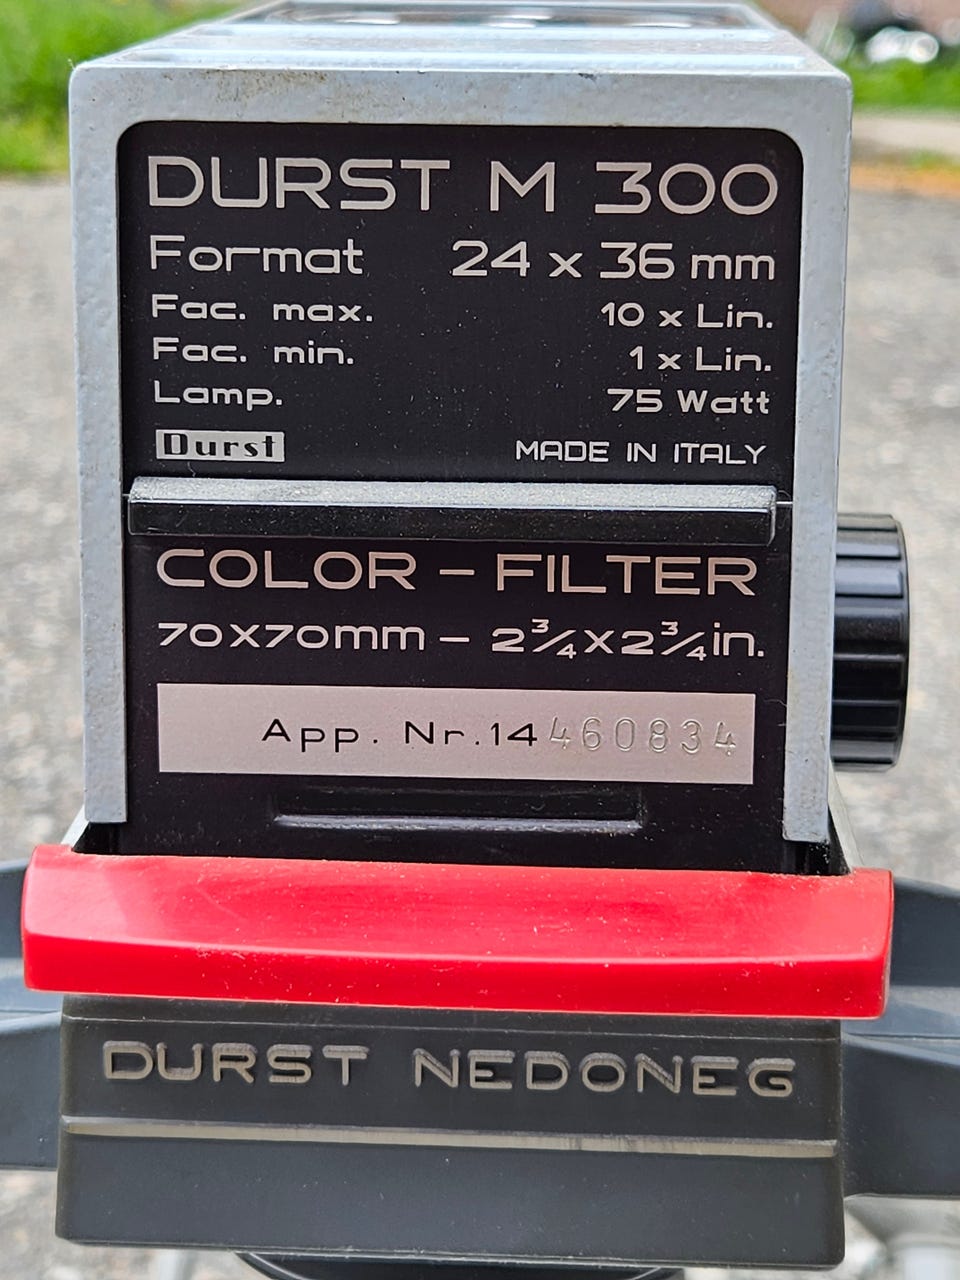 DURST M 300
Format 24 x 36 mm
Fac. max. 10 x Lin.
Fac. min. 1 x Lin.
Lamp. 75 Watt
Durst MADE IN ITALY
COLOR – FILTER
70X70mm – 2¾X2¾in.
App. Nr.14460834
DURST NEDONEG